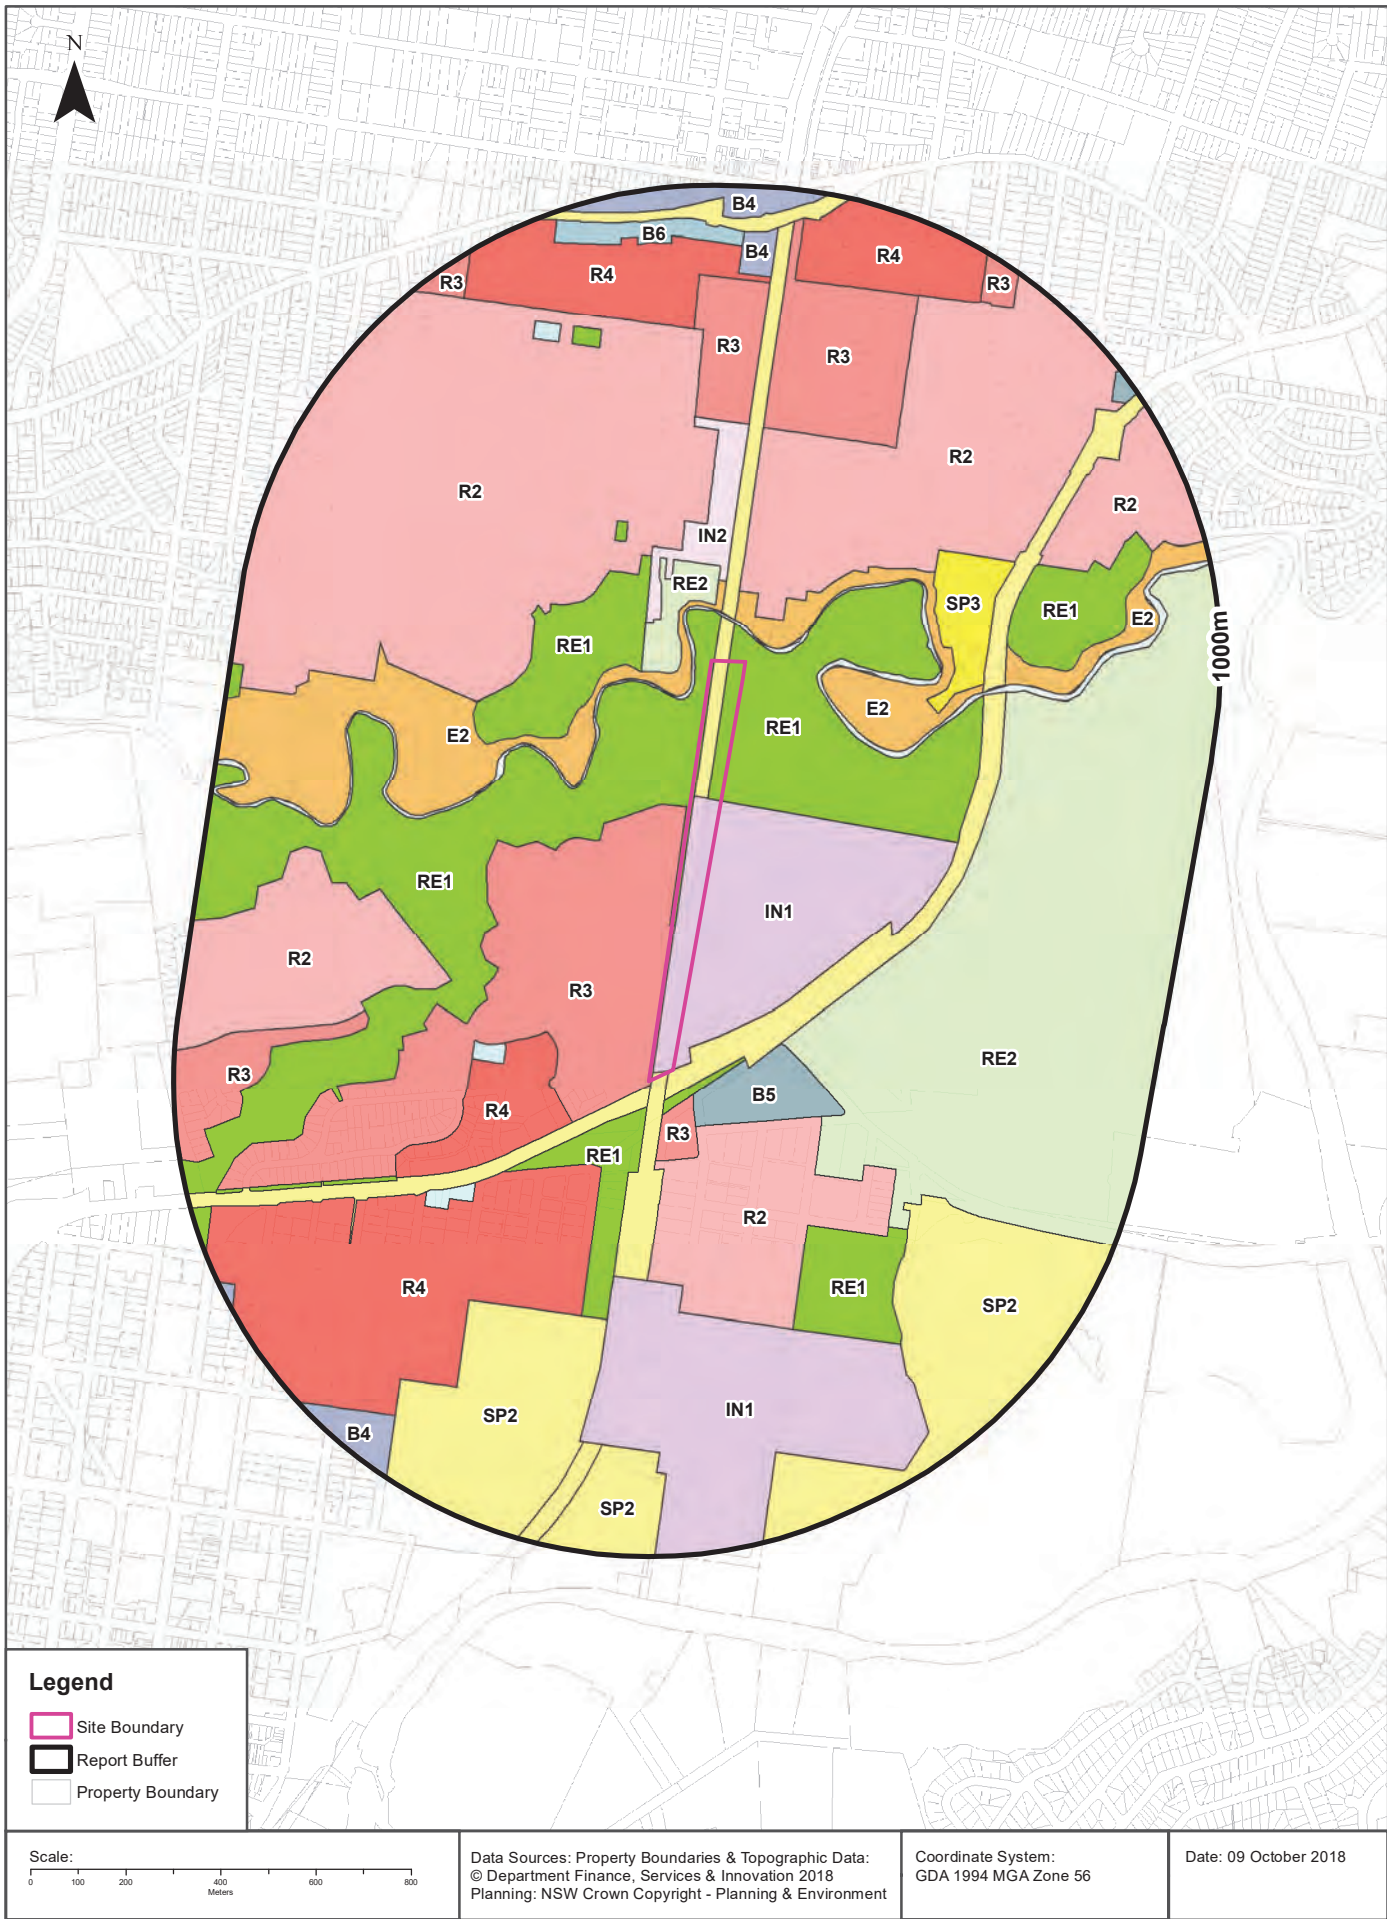 N
B4
B6
B4
R4
R4
R3
R3
R3
R3
R2
R2
R2
IN2
RE2
SP3
RE1
E2
RE1
1000m
E2
RE1
E2
RE1
IN1
R2
R3
RE2
R3
B5
R4
R3
RE1
R2
R4
RE1
SP2
IN1
SP2
B4
SP2
Legend
Site Boundary
Report Buffer
Property Boundary
Scale:
0 100 200 400 600 800
Meters
Data Sources: Property Boundaries & Topographic Data:
© Department Finance, Services & Innovation 2018
Planning: NSW Crown Copyright - Planning & Environment
Coordinate System:
GDA 1994 MGA Zone 56
Date: 09 October 2018